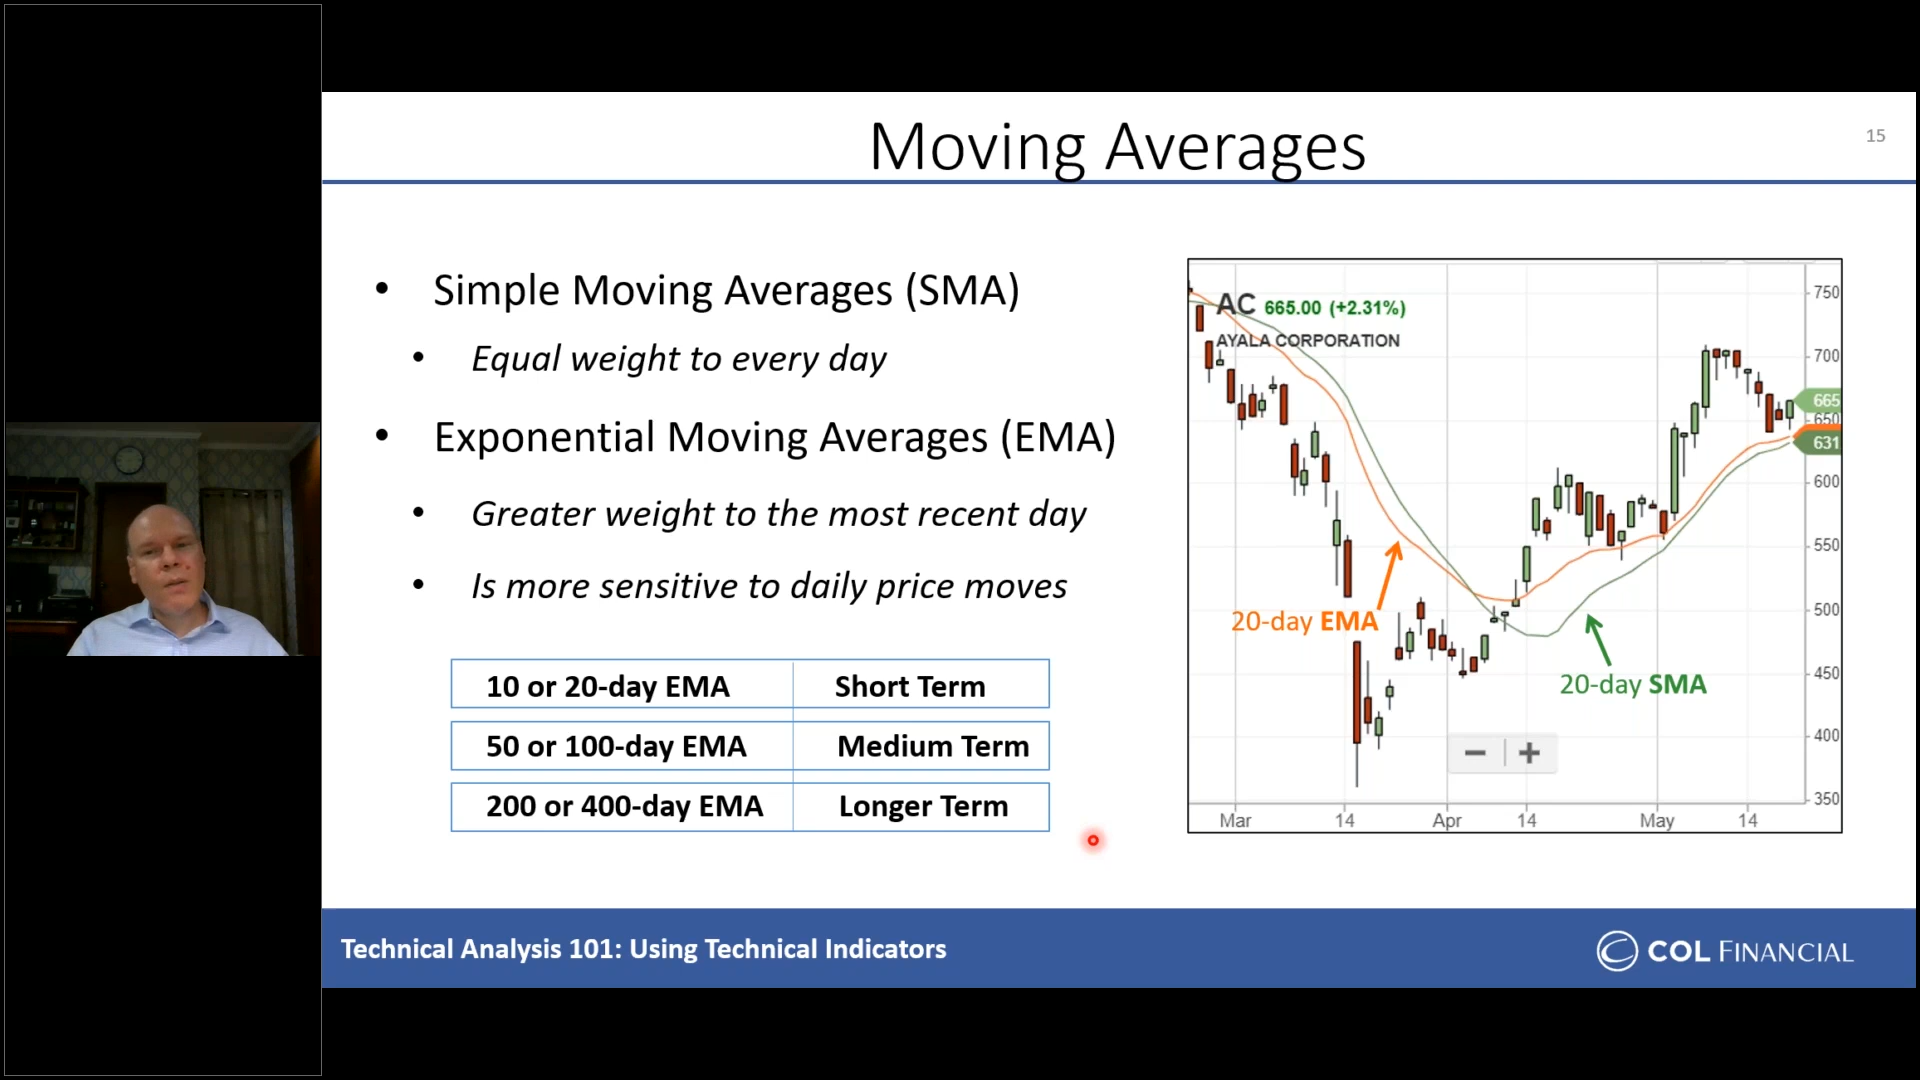 Moving Averages
15
• Simple Moving Averages (SMA)
• Equal weight to every day
• Exponential Moving Averages (EMA)
• Greater weight to the most recent day
• Is more sensitive to daily price moves
10 or 20-day EMA Short Term
50 or 100-day EMA Medium Term
200 or 400-day EMA Longer Term
AC 665.00 (+2.31%)
AYALA CORPORATION
20-day EMA
20-day SMA
750
700
665
650
631
600
550
500
450
400
350
− +
Mar 14 Apr 14 May 14
Technical Analysis 101: Using Technical Indicators
COL FINANCIAL